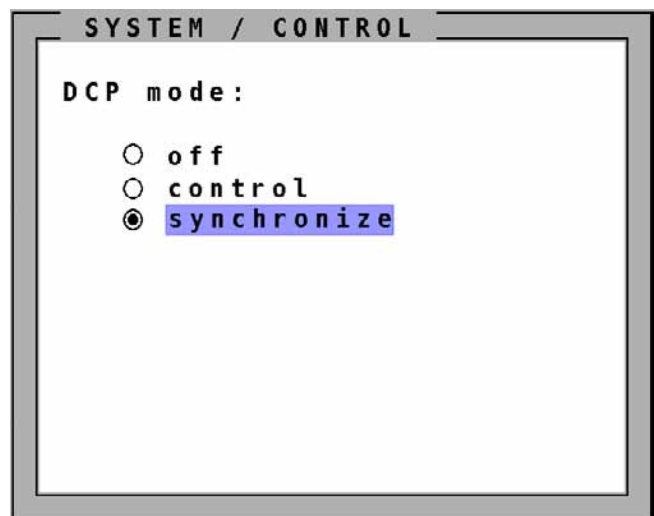 SYSTEM / CONTROL
DCP mode:
off
control
synchronize